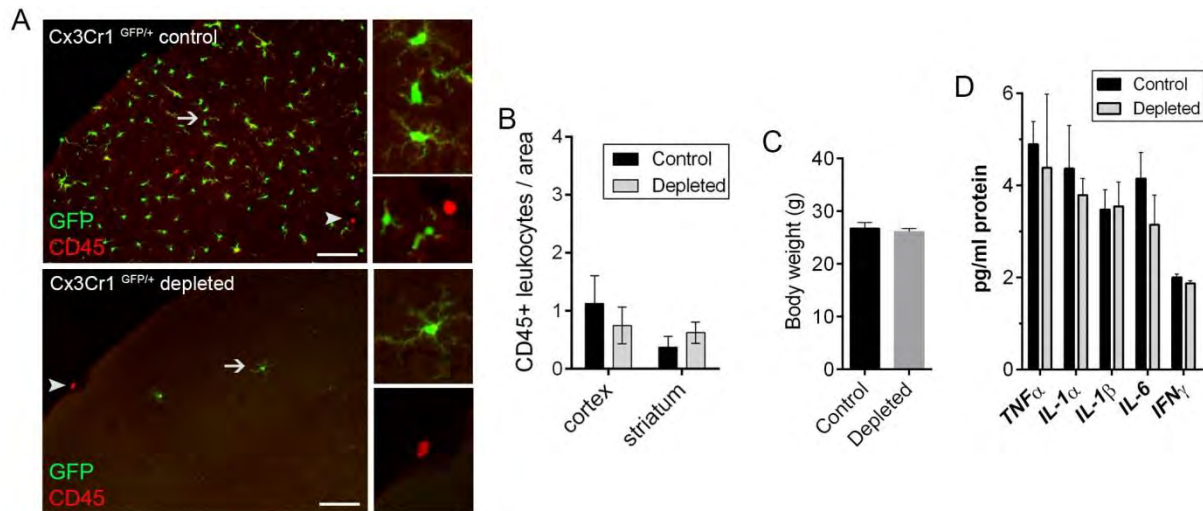 A
Cx3Cr1 GFP/+ control
GFP
CD45
Cx3Cr1 GFP/+ depleted
GFP
CD45
B
CD45+ leukocytes / area
4
3
2
1
0
Control
Depleted
cortex
striatum
C
Body weight (g)
40
30
20
10
0
Control
Depleted
D
pg/ml protein
6
4
2
0
Control
Depleted
TNFα
IL-1α
IL-1β
IL-6
IFNγ